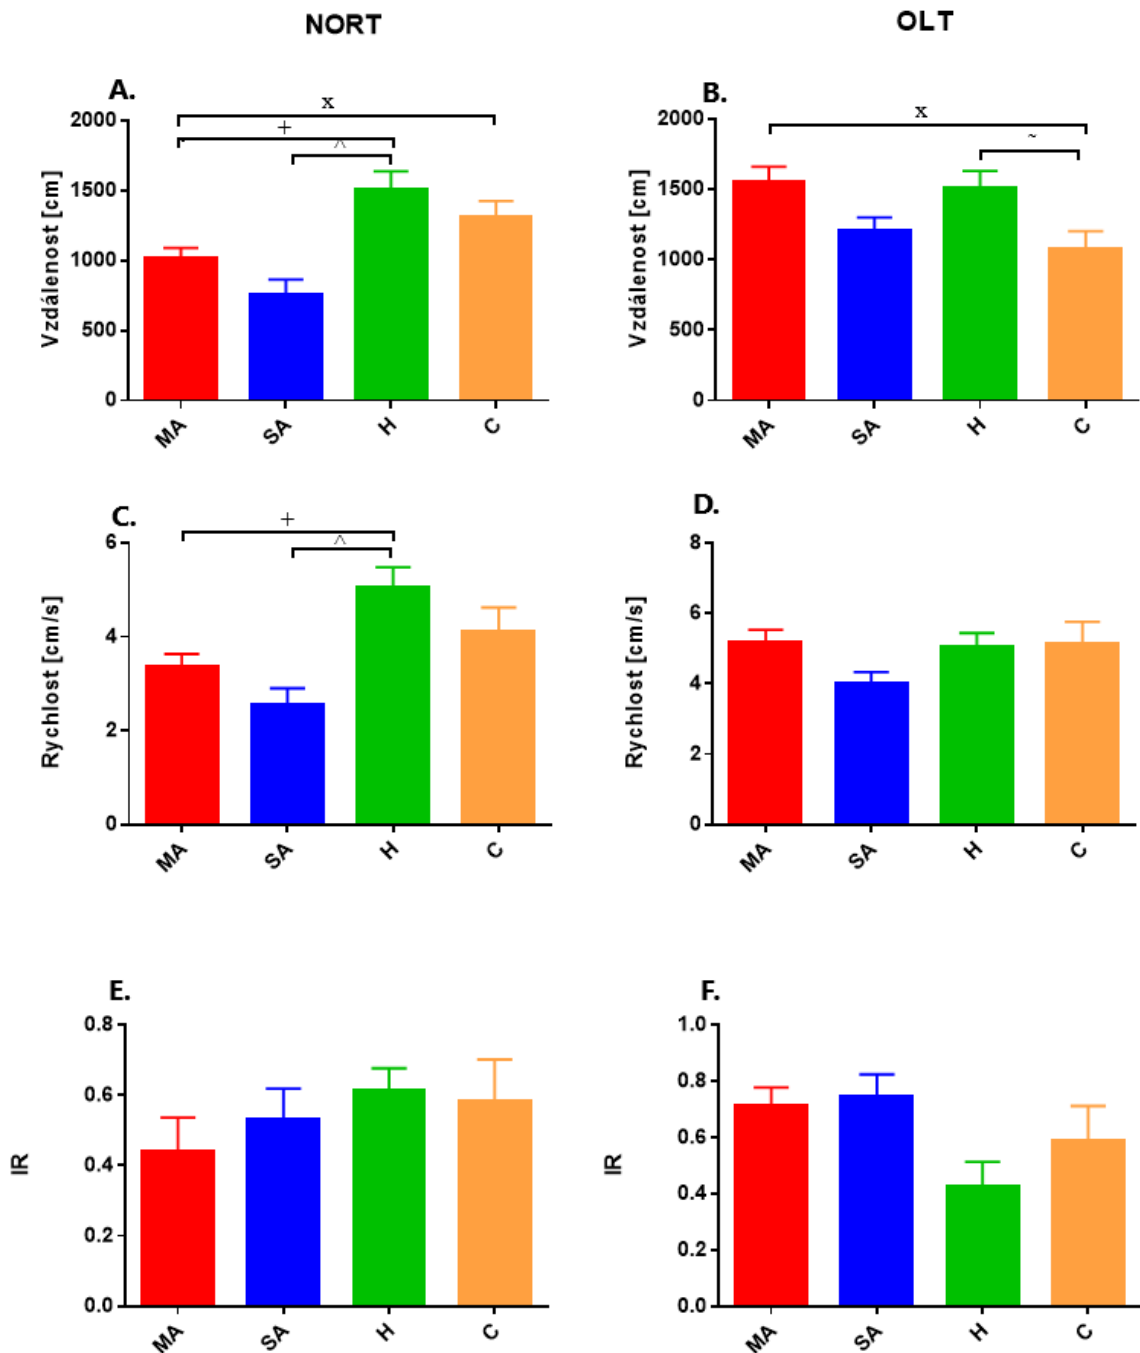 NORT
OLT
A.
x
+
^
2000
1500
1000
500
0
Vzdálenost [cm]
MA
SA
H
C
B.
x
~
2000
1500
1000
500
0
Vzdálenost [cm]
MA
SA
H
C
C.
+
^
6
4
2
0
Rychlost [cm/s]
MA
SA
H
C
D.
8
6
4
2
0
Rychlost [cm/s]
MA
SA
H
C
E.
0.8
0.6
0.4
0.2
0.0
IR
MA
SA
H
C
F.
1.0
0.8
0.6
0.4
0.2
0.0
IR
MA
SA
H
C